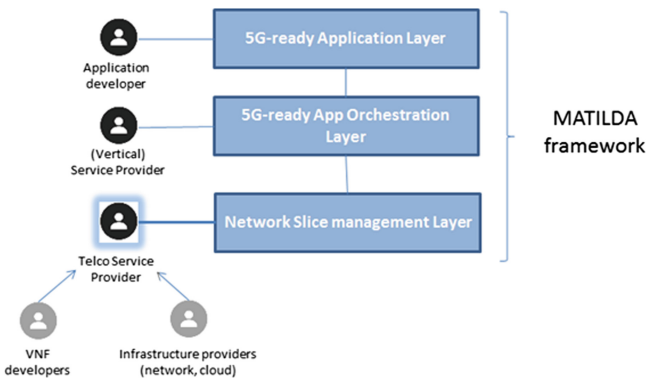 5G-ready Application Layer
Application
developer
5G-ready App Orchestration
Layer
(Vertical)
Service Provider
MATILDA
framework
Network Slice management Layer
Telco Service
Provider
VNF
developers
Infrastructure providers
(network, cloud)